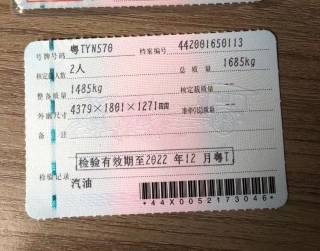 号牌号码 粤TYN570 档案编号 442001650113
核定载人数 2人 总质量 1685kg
整备质量 1485kg 核定载质量 --
外廓尺寸 4379×1801×1271mm 准牵引总质量 --
备注
检验有效期至2022年12月粤T
检验记录
汽油
*44X0052173046*